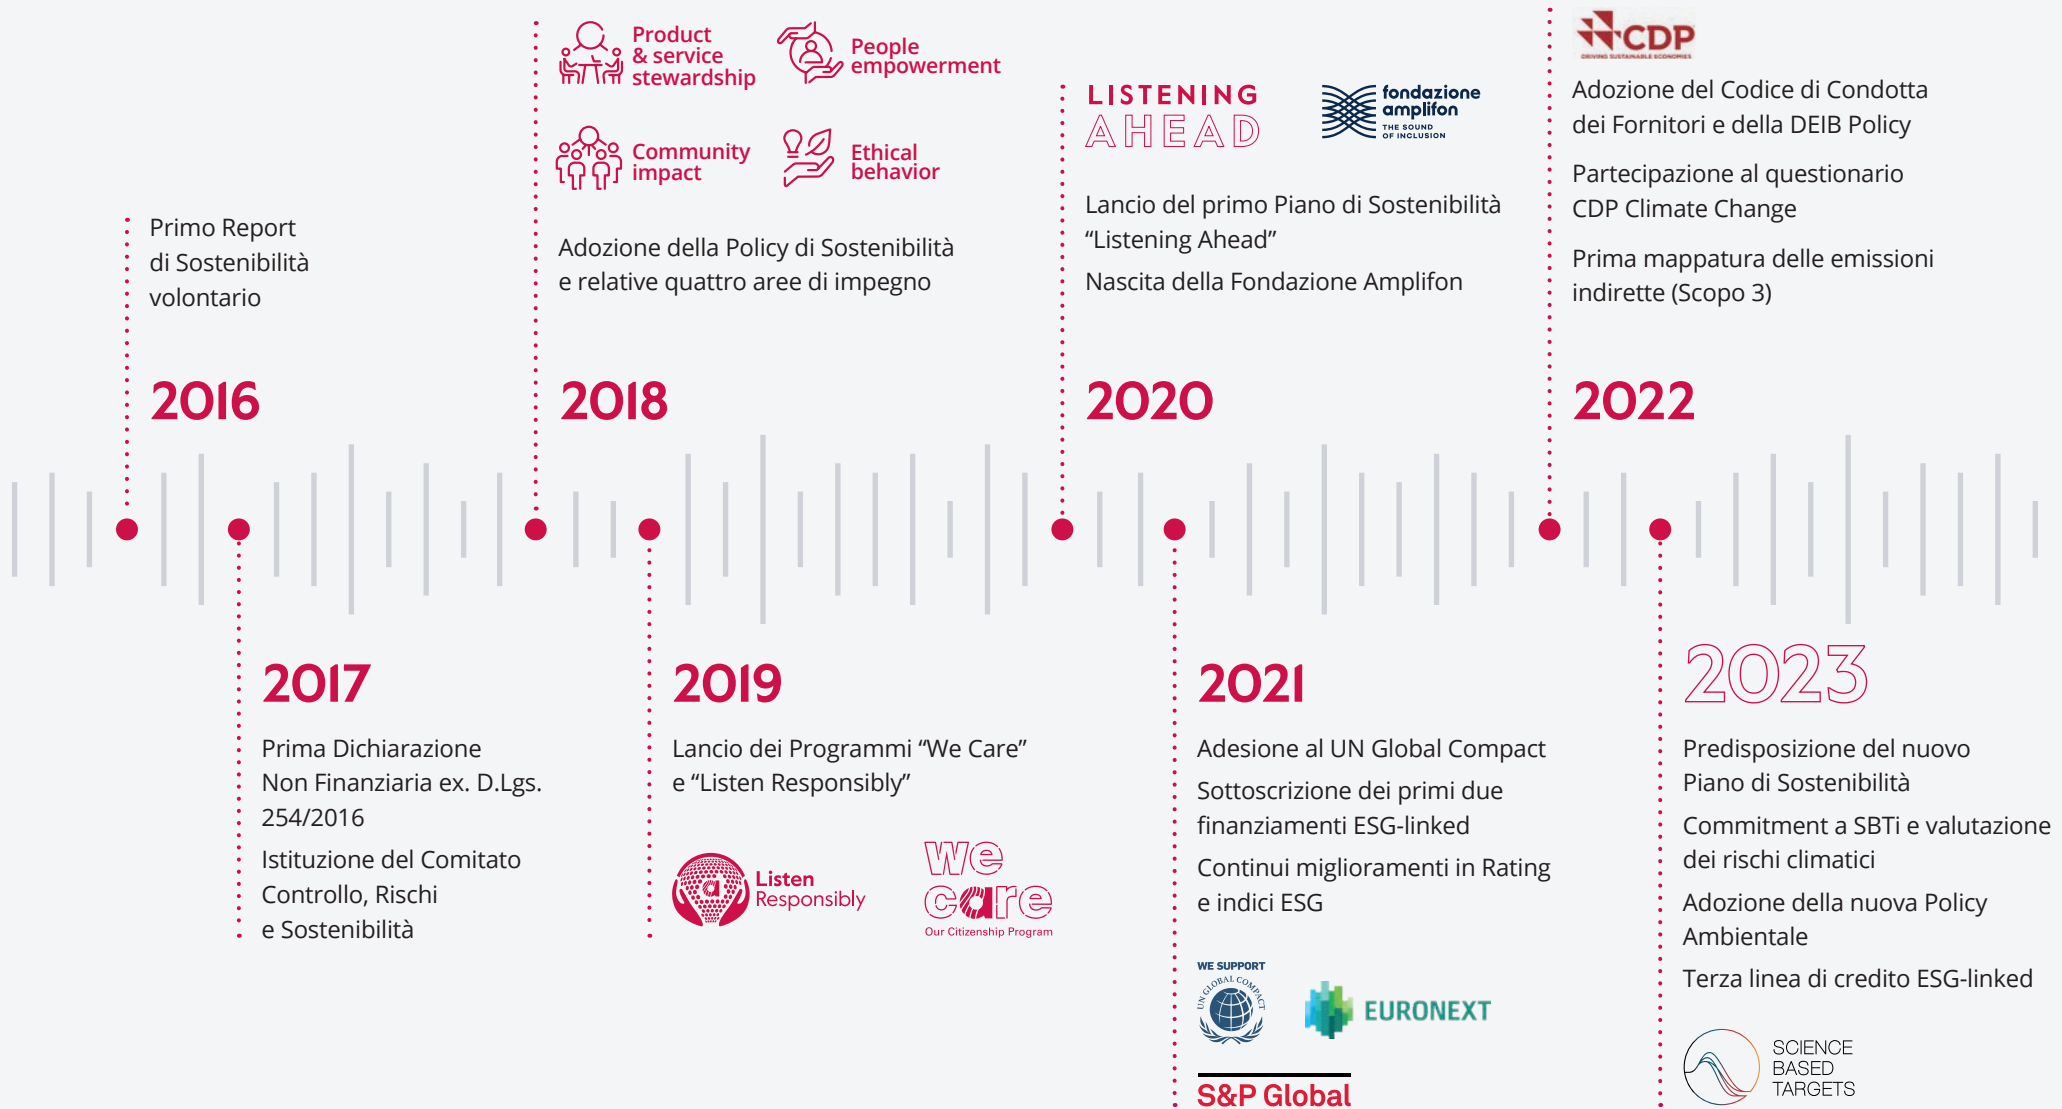 Primo Report
di Sostenibilità
volontario
2016
2017
Prima Dichiarazione
Non Finanziaria ex. D.Lgs.
254/2016
Istituzione del Comitato
Controllo, Rischi
e Sostenibilità
Product
& service
stewardship
People
empowerment
Community
impact
Ethical
behavior
Adozione della Policy di Sostenibilità
e relative quattro aree di impegno
2018
2019
Lancio dei Programmi “We Care”
e “Listen Responsibly”
Listen
Responsibly
we
care
Our Citizenship Program
LISTENING
AHEAD
fondazione
amplifon
THE SOUND
OF INCLUSION
Lancio del primo Piano di Sostenibilità
“Listening Ahead”
Nascita della Fondazione Amplifon
2020
2021
Adesione al UN Global Compact
Sottoscrizione dei primi due
finanziamenti ESG-linked
Continui miglioramenti in Rating
e indici ESG
WE SUPPORT
UN GLOBAL COMPACT
EURONEXT
S&P Global
CDP
DRIVING SUSTAINABLE ECONOMIES
Adozione del Codice di Condotta
dei Fornitori e della DEIB Policy
Partecipazione al questionario
CDP Climate Change
Prima mappatura delle emissioni
indirette (Scopo 3)
2022
2023
Predisposizione del nuovo
Piano di Sostenibilità
Commitment a SBTi e valutazione
dei rischi climatici
Adozione della nuova Policy
Ambientale
Terza linea di credito ESG-linked
SCIENCE
BASED
TARGETS